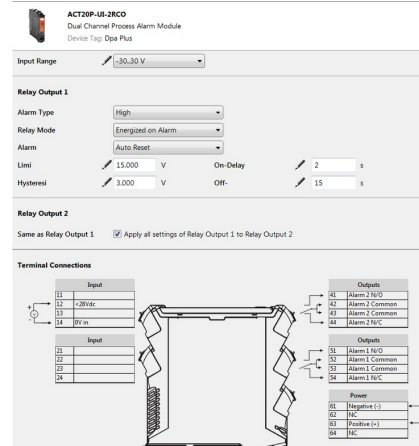 ACT20P-UI-2RCO
Dual Channel Process Alarm Module
Device Tag: Dpa Plus
Input Range -30..30 V
Relay Output 1
Alarm Type High
Relay Mode Energized on Alarm
Alarm Auto Reset
Limi 15.000 V On-Delay 2 s
Hysteresi 3.000 V Off- 15 s
Relay Output 2
Same as Relay Output 1 Apply all settings of Relay Output 1 to Relay Output 2
Terminal Connections
Input
11
12 <28Vdc
13
14 0V in
+
V
-
Input
21
22
23
24
Outputs
41 Alarm 2 N/O
42 Alarm 2 Common
43 Alarm 2 Common
44 Alarm 2 N/C
Outputs
51 Alarm 1 N/O
52 Alarm 1 Common
53 Alarm 1 Common
54 Alarm 1 N/C
Power
61 Negative (-)
62 NC
63 Positive (+)
64 NC